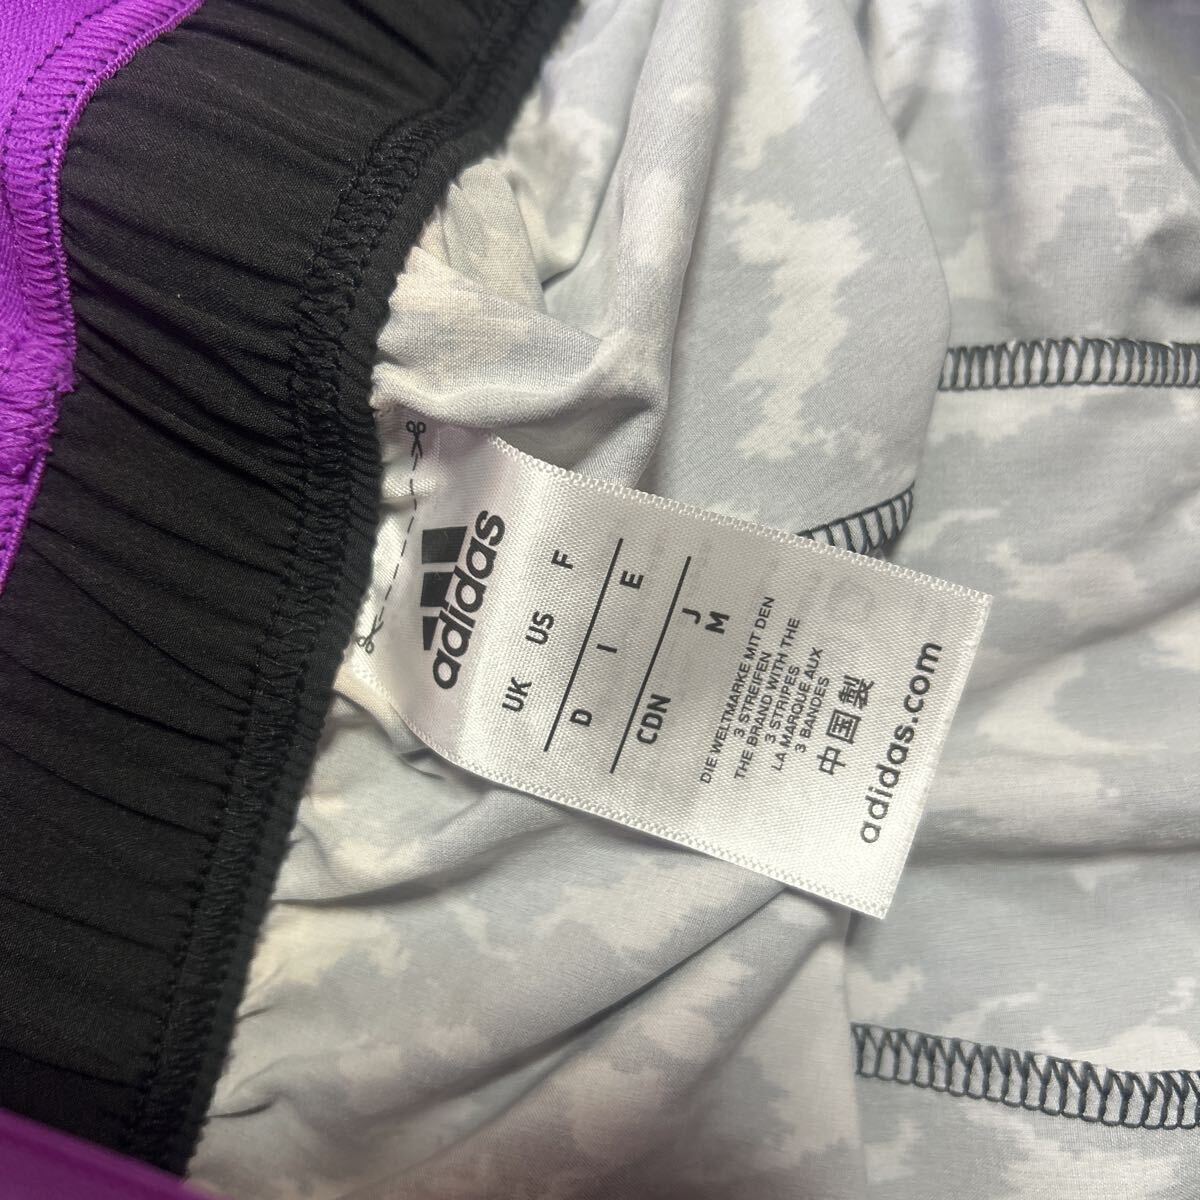 adidas
UK US F
D I E
CDN J
M
DIE WELTMARKE MIT DEN
3 STREIFEN
THE BRAND WITH THE
3 STRIPES
LA MARQUE AUX
3 BANDES
中国製
adidas.com